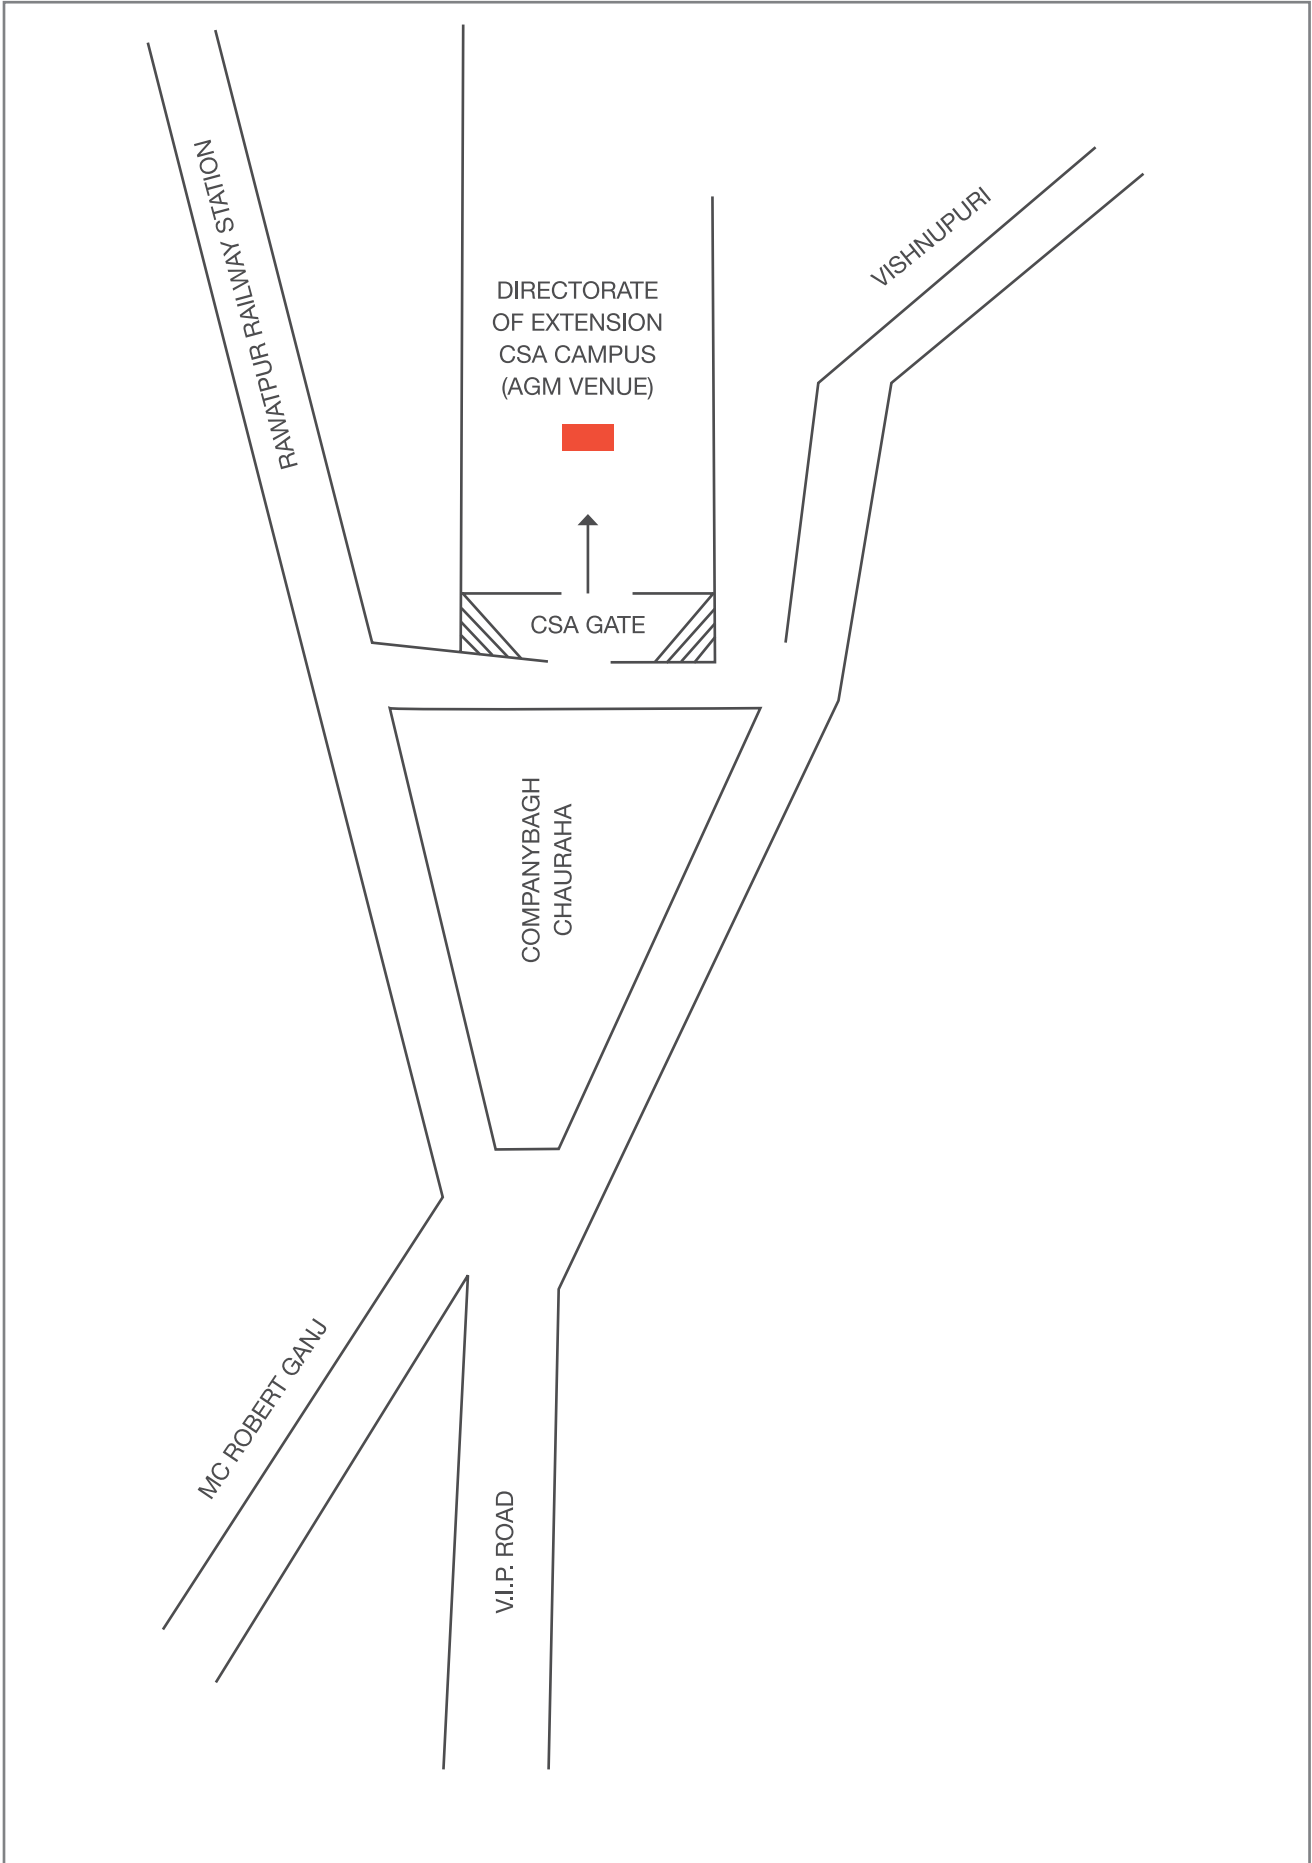 RAWATPUR RAILWAY STATION
VISHNUPURI
DIRECTORATE
OF EXTENSION
CSA CAMPUS
(AGM VENUE)
CSA GATE
COMPANYBAGH
CHAURAHA
MC ROBERT GANJ
V.I.P. ROAD